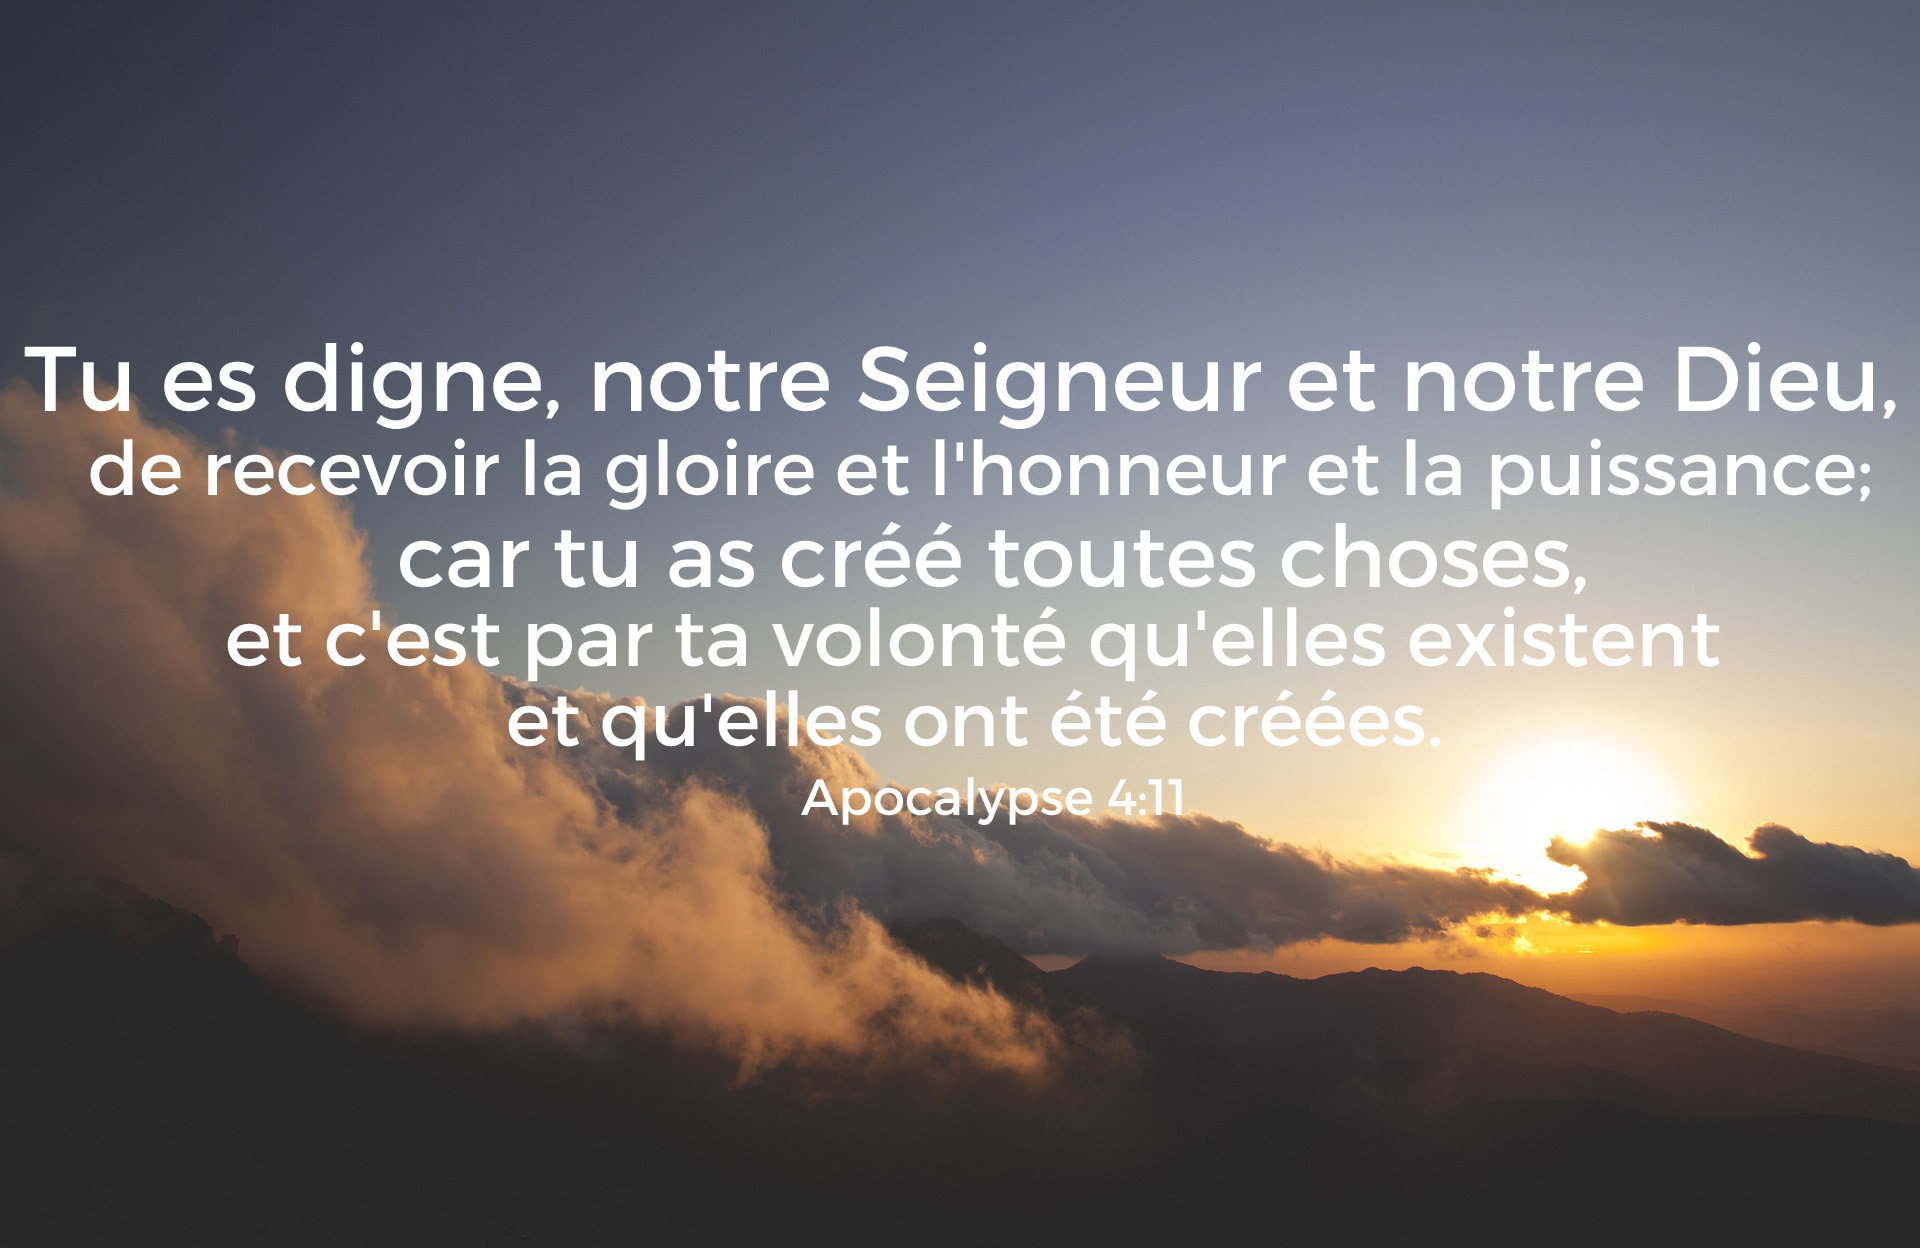 Tu es digne, notre Seigneur et notre Dieu,
de recevoir la gloire et l'honneur et la puissance;
car tu as créé toutes choses,
et c'est par ta volonté qu'elles existent
et qu'elles ont été créées.
Apocalypse 4:11